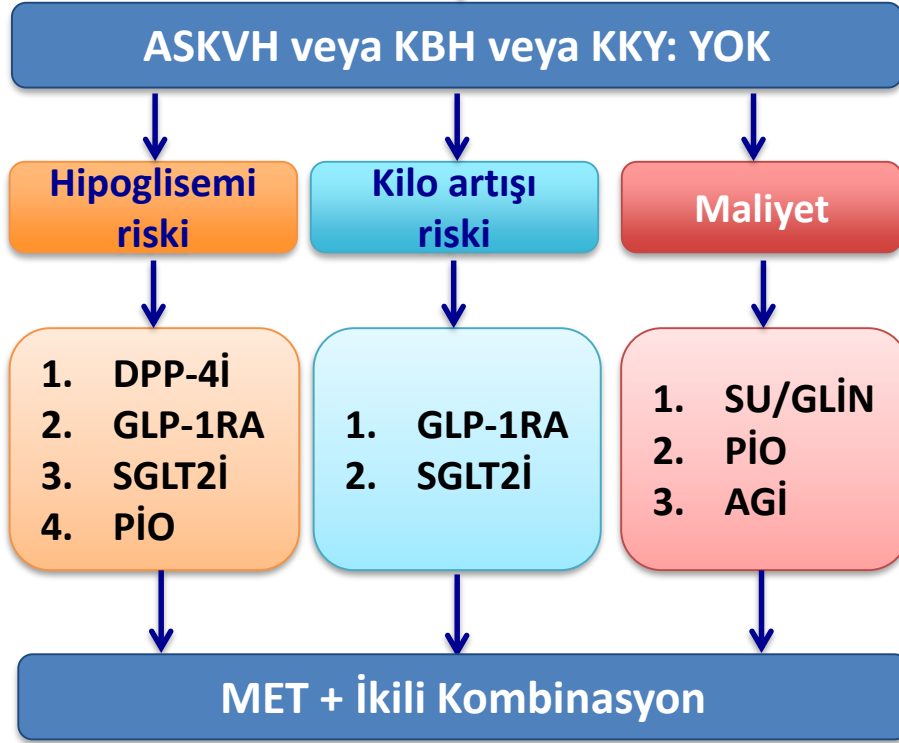 ASKVH veya KBH veya KKY: YOK
Hipoglisemi
riski
Kilo artışı
riski
Maliyet
1. DPP-4İ
2. GLP-1RA
3. SGLT2İ
4. PİO
1. GLP-1RA
2. SGLT2İ
1. SU/GLİN
2. PİO
3. AGİ
MET + İkili Kombinasyon